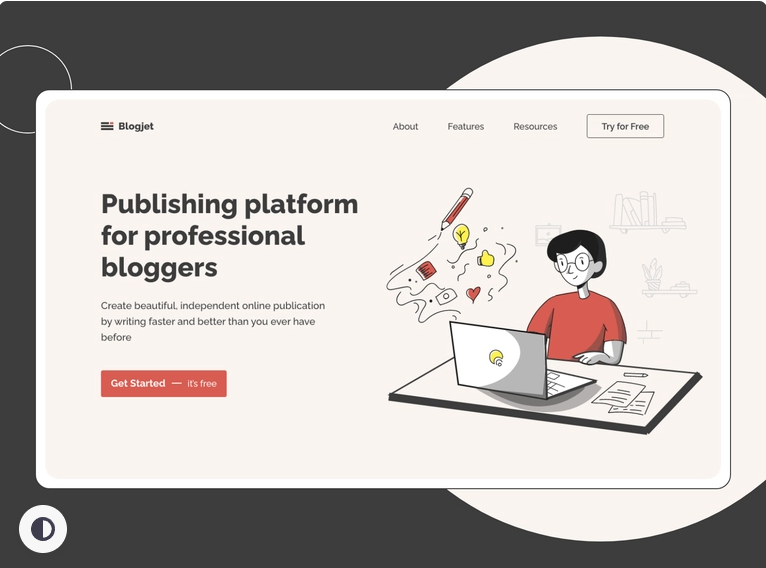 Blogjet
About
Features
Resources
Try for Free
Publishing platform
for professional
bloggers
Create beautiful, independent online publication
by writing faster and better than you ever have
before
Get Started — it's free